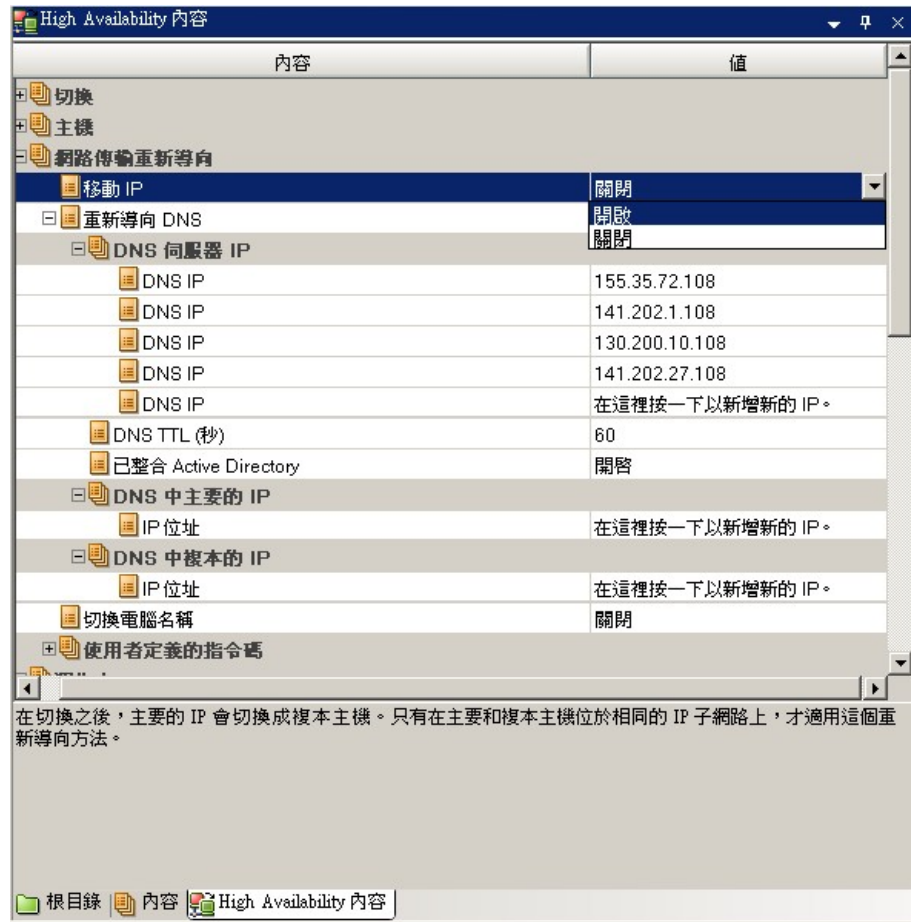 High Availability 內容
內容 值
切換
主機
網路傳輸重新導向
移動 IP 關閉
重新導向 DNS 開啟
關閉
DNS 伺服器 IP
DNS IP 155.35.72.108
DNS IP 141.202.1.108
DNS IP 130.200.10.108
DNS IP 141.202.27.108
DNS IP 在這裡按一下以新增新的 IP。
DNS TTL (秒) 60
已整合 Active Directory 開啓
DNS 中主要的 IP
IP 位址 在這裡按一下以新增新的 IP。
DNS 中複本的 IP
IP 位址 在這裡按一下以新增新的 IP。
切換電腦名稱 關閉
使用者定義的指令碼
在切換之後，主要的 IP 會切換成複本主機。只有在主要和複本主機位於相同的 IP 子網路上，才適用這個重
新導向方法。
根目錄 內容 High Availability 內容